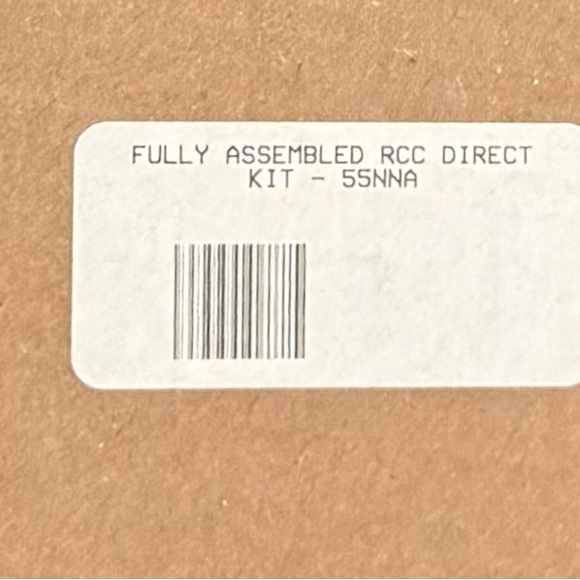 FULLY ASSEMBLED RCC DIRECT
KIT - 55NNA